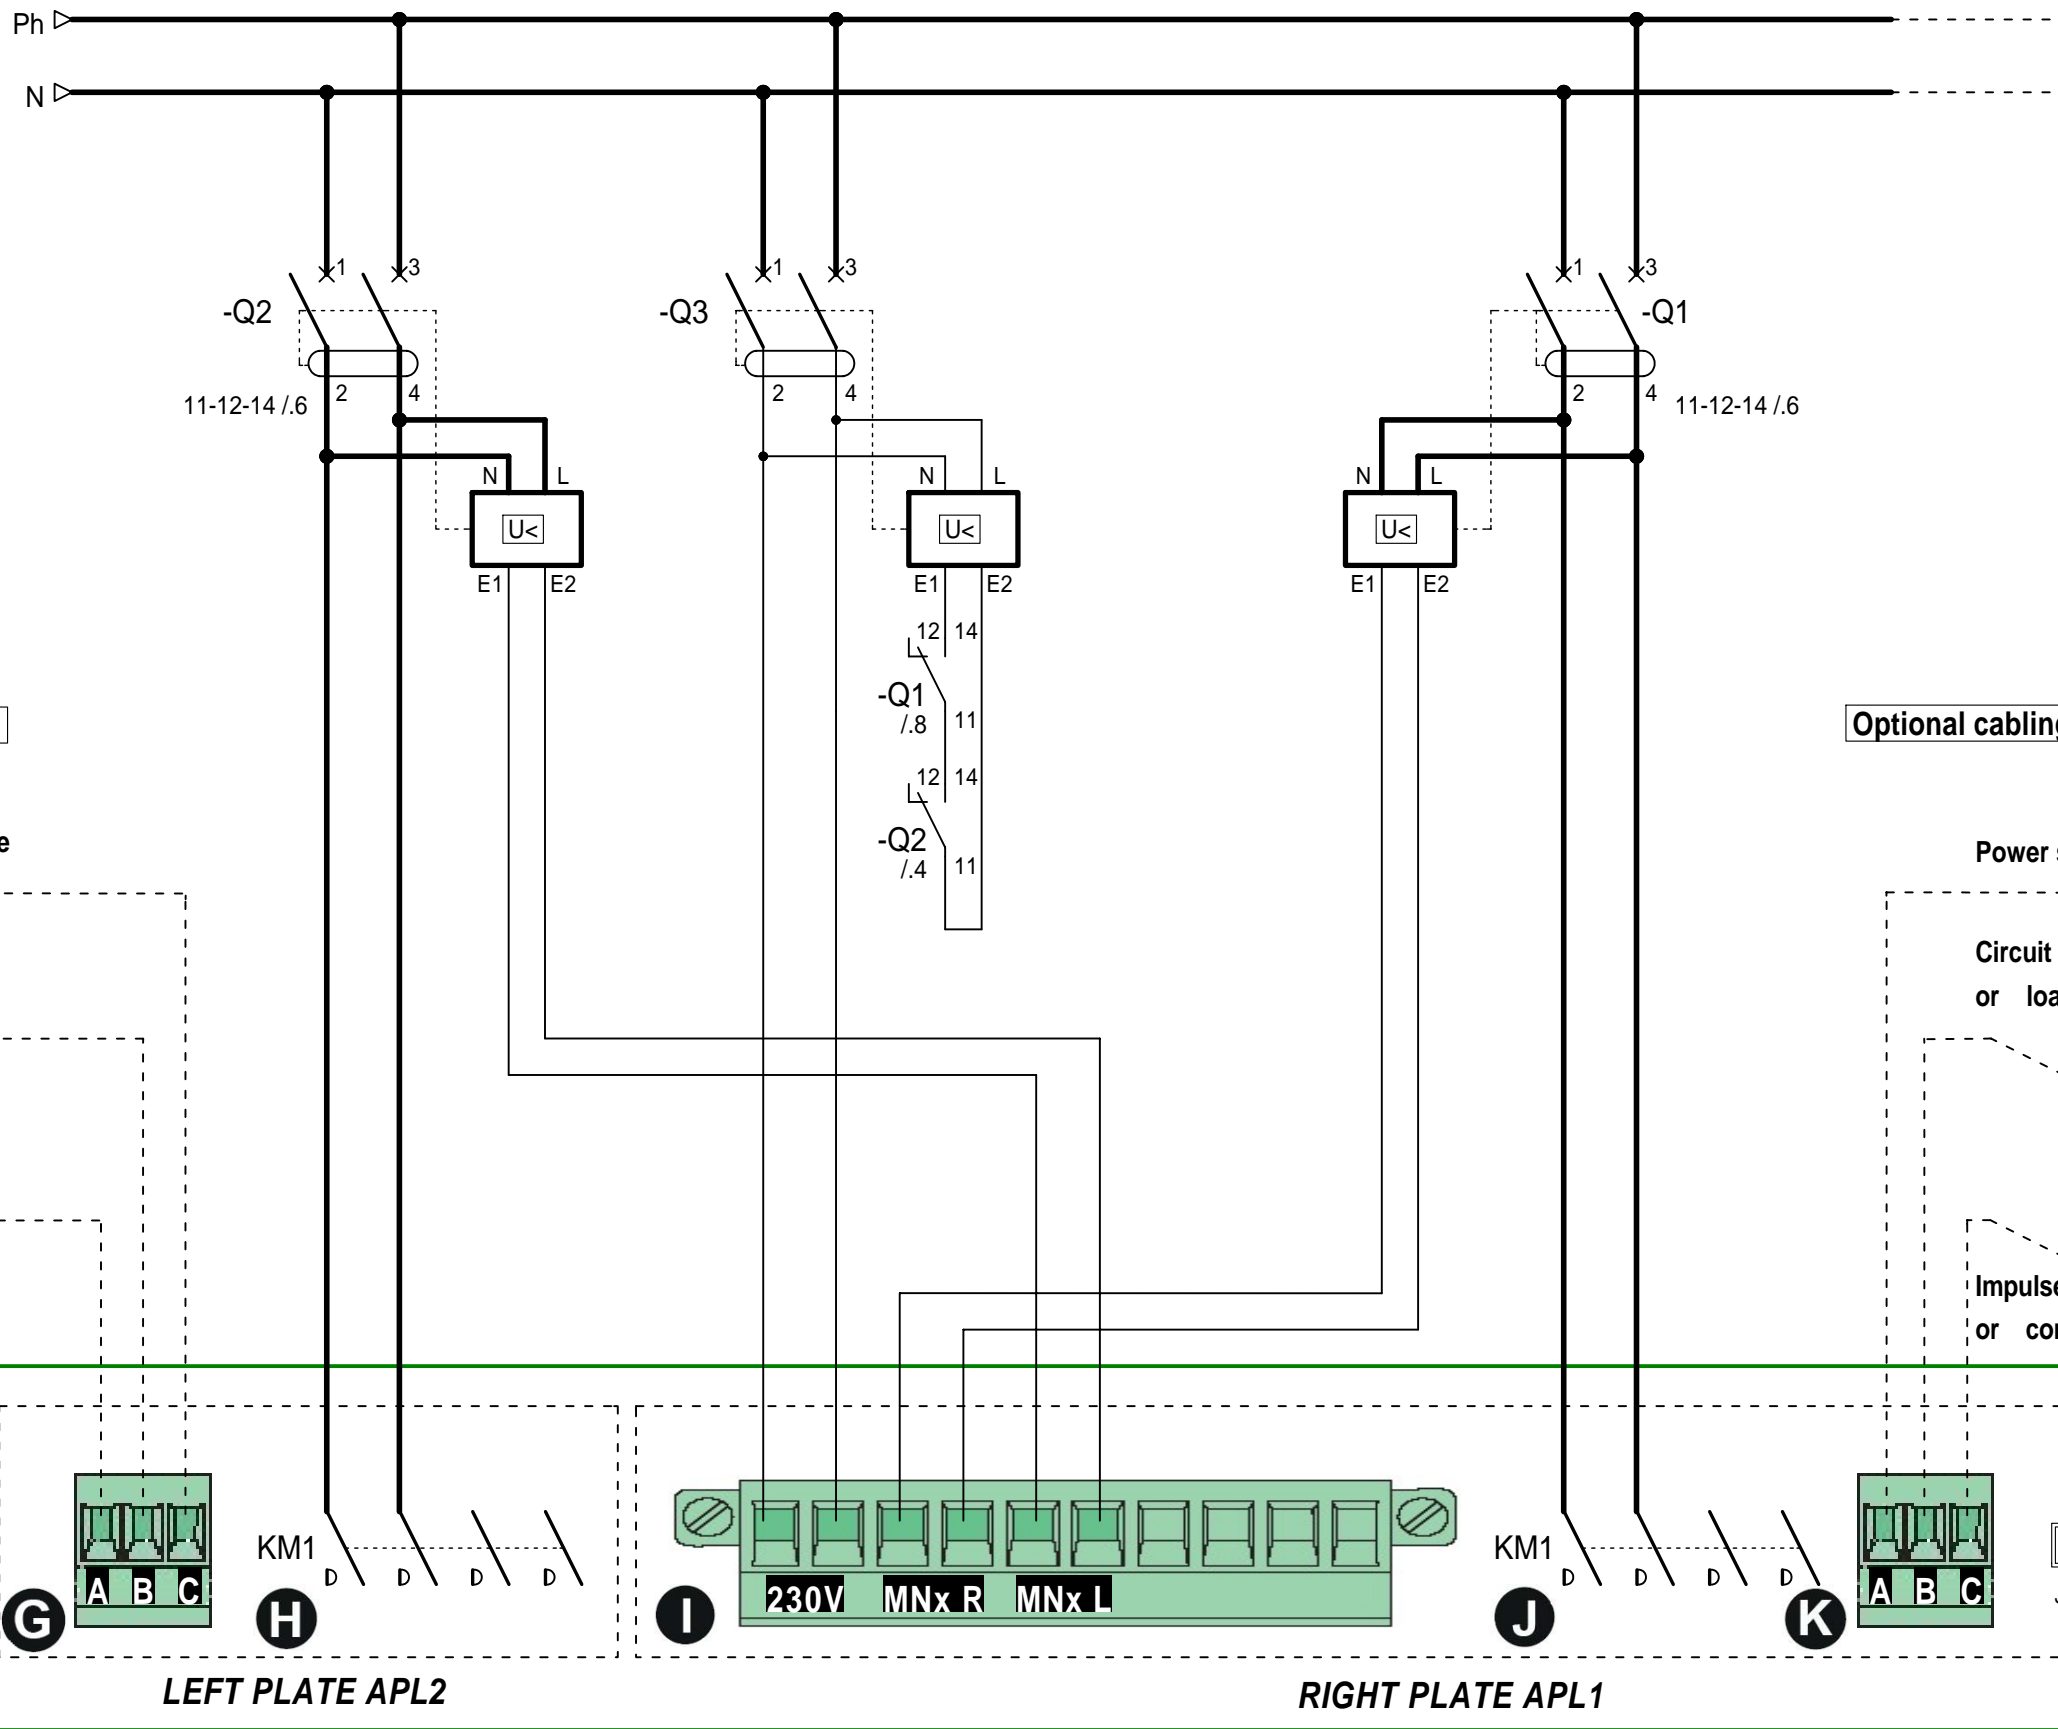 Ph
N
1 3
-Q2
2 4
11-12-14 /.6
N L
U<
E1 E2
1 3
-Q3
2 4
N L
U<
E1 E2
12 14
-Q1
/.8 11
12 14
-Q2
/.4 11
1 3
-Q1
2 4
11-12-14 /.6
N L
U<
E1 E2
e
Optional cabling
Power
Circuit
or loa
Impulse
or con
G
A B C
KM1
D D D D
H
I
230V MNx R MNx L
KM1
D D D D
J
K
A B C
LEFT PLATE APL2
RIGHT PLATE APL1